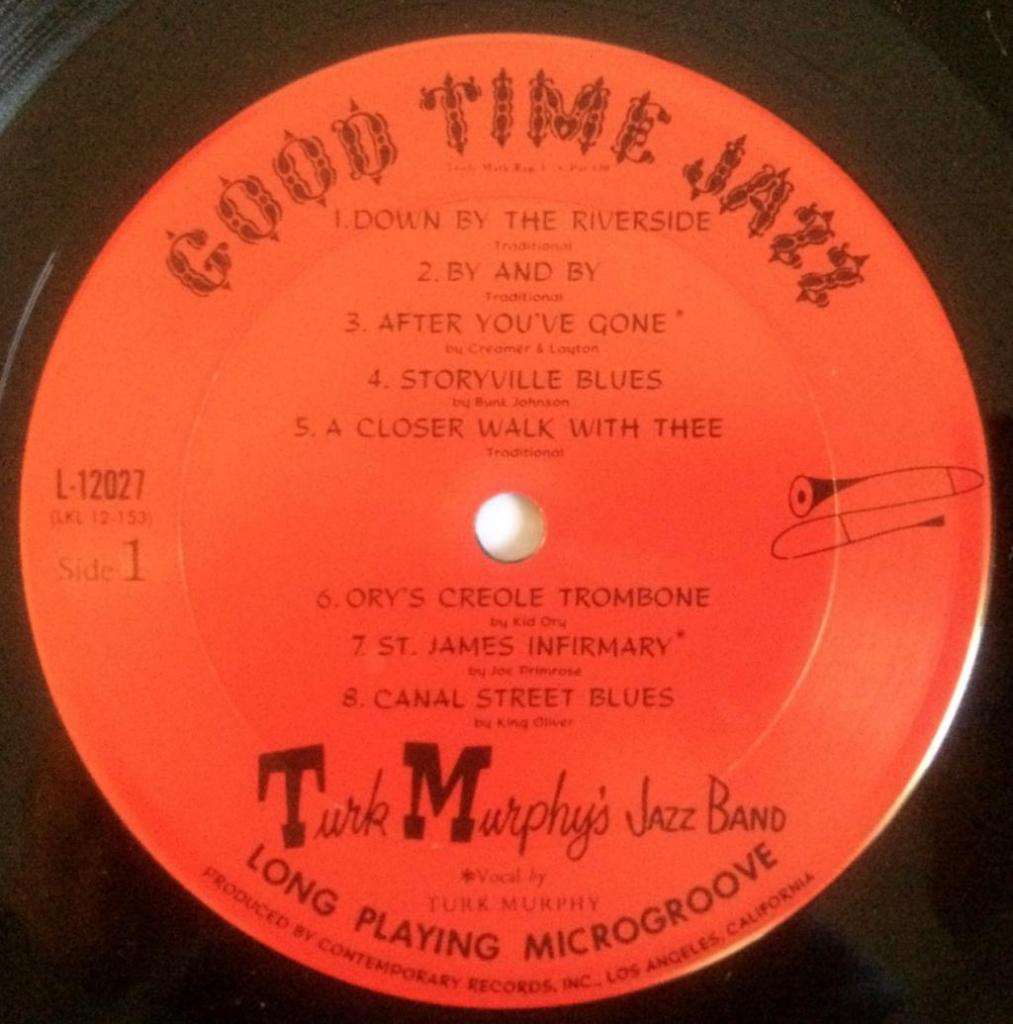 GOOD TIME JAZZ
1. DOWN BY THE RIVERSIDE
Traditional
2. BY AND BY
Traditional
3. AFTER YOU'VE GONE*
by Creamer & Layton
4. STORYVILLE BLUES
by Bunk Johnson
5. A CLOSER WALK WITH THEE
Traditional
L-12027
(LKL 12-153)
Side 1
6. ORY'S CREOLE TROMBONE
by Kid Ory
7. ST. JAMES INFIRMARY*
by Joe Primrose
8. CANAL STREET BLUES
by King Oliver
Turk Murphy's JAZZ BAND
*Vocal by
TURK MURPHY
LONG PLAYING MICROGROOVE
PRODUCED BY CONTEMPORARY RECORDS, INC., LOS ANGELES, CALIFORNIA